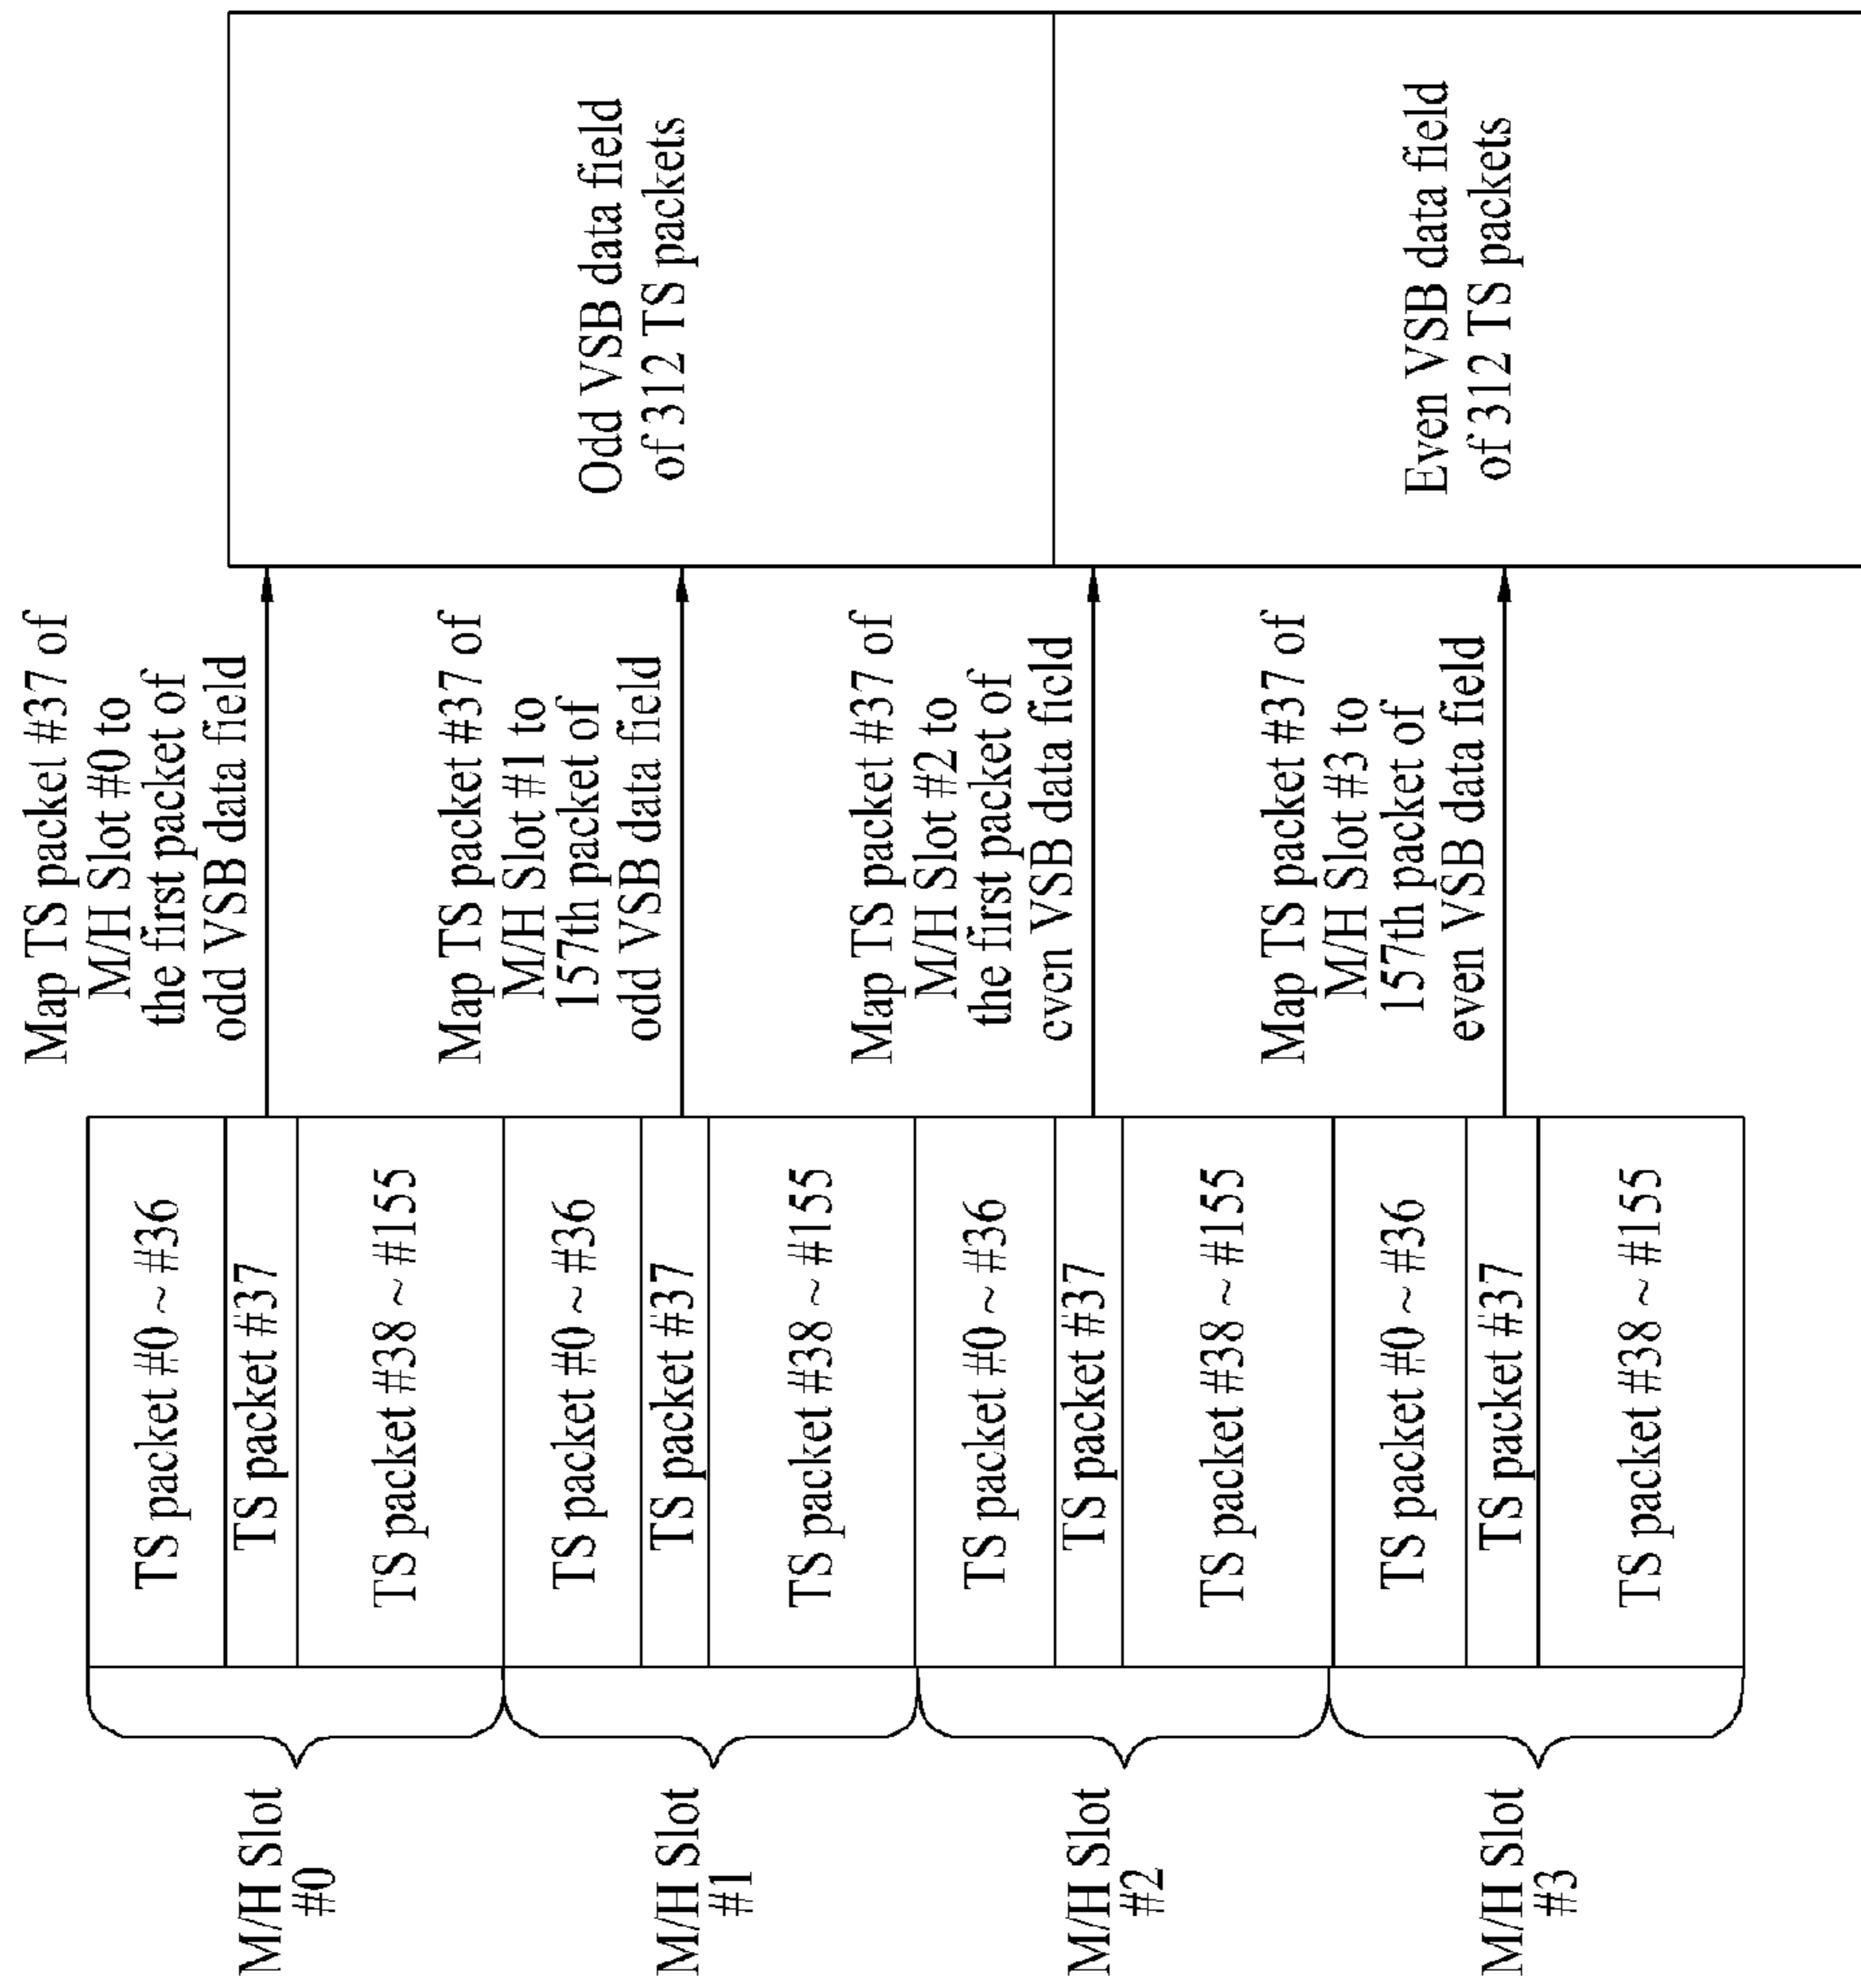 M/H Slot
#0
TS packet #0 ~ #36
TS packet #37
TS packet #38 ~ #155
Map TS packet #37 of
M/H Slot #0 to
the first packet of
odd VSB data field
M/H Slot
#1
TS packet #0 ~ #36
TS packet #37
TS packet #38 ~ #155
Map TS packet #37 of
M/H Slot #1 to
157th packet of
odd VSB data field
Odd VSB data field
of 312 TS packets
M/H Slot
#2
TS packet #0 ~ #36
TS packet #37
TS packet #38 ~ #155
Map TS packet #37 of
M/H Slot #2 to
the first packet of
even VSB data field
M/H Slot
#3
TS packet #0 ~ #36
TS packet #37
TS packet #38 ~ #155
Map TS packet #37 of
M/H Slot #3 to
157th packet of
even VSB data field
Even VSB data field
of 312 TS packets